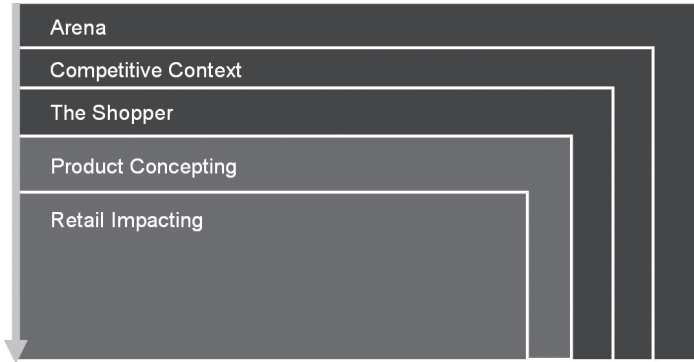 Arena
Competitive Context
The Shopper
Product Concepting
Retail Impacting